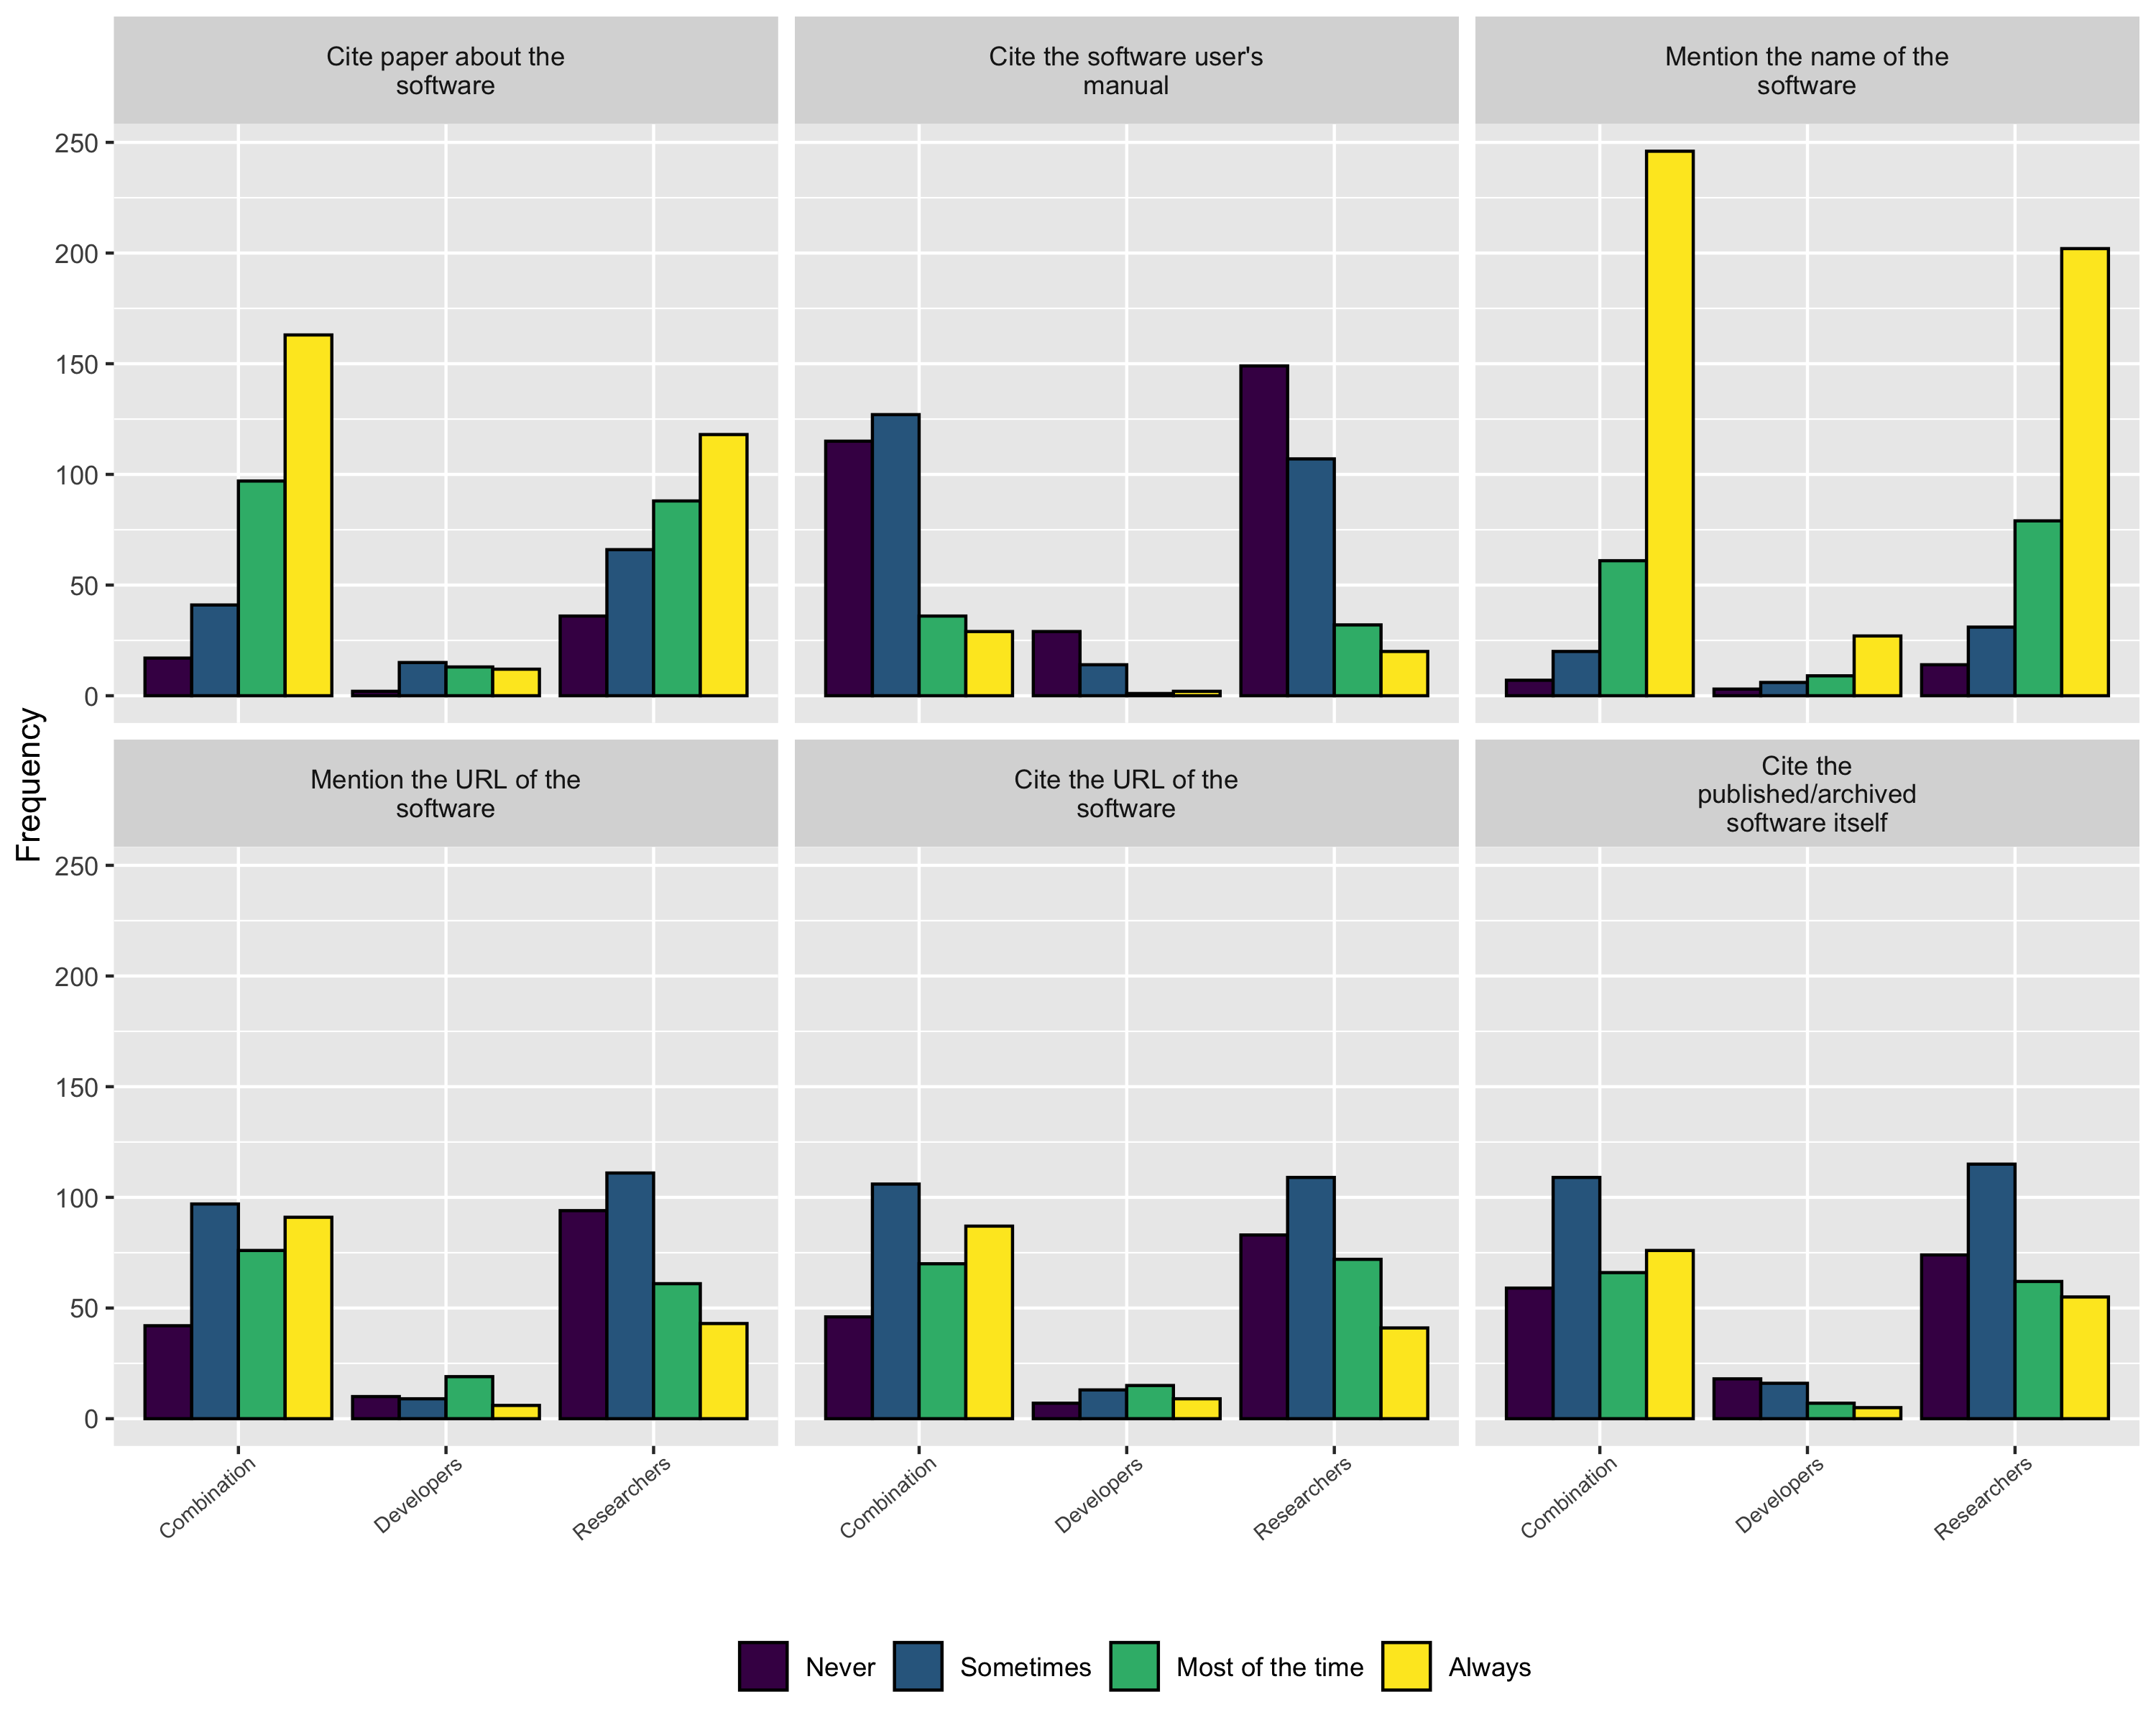 Cite paper about the
software
Cite the software user's
manual
Mention the name of the
software
250
200
150
100
50
0
Frequency
Mention the URL of the
software
Cite the URL of the
software
Cite the
published/archived
software itself
250
200
150
100
50
0
Combination
Developers
Researchers
Combination
Developers
Researchers
Combination
Developers
Researchers
Never
Sometimes
Most of the time
Always